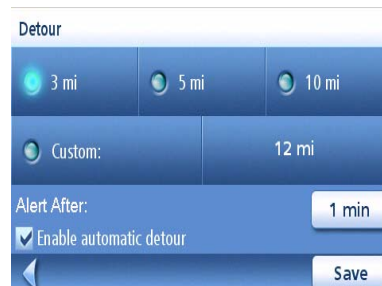 Detour
3 mi 5 mi 10 mi
Custom: 12 mi
Alert After: 1 min
Enable automatic detour
Save